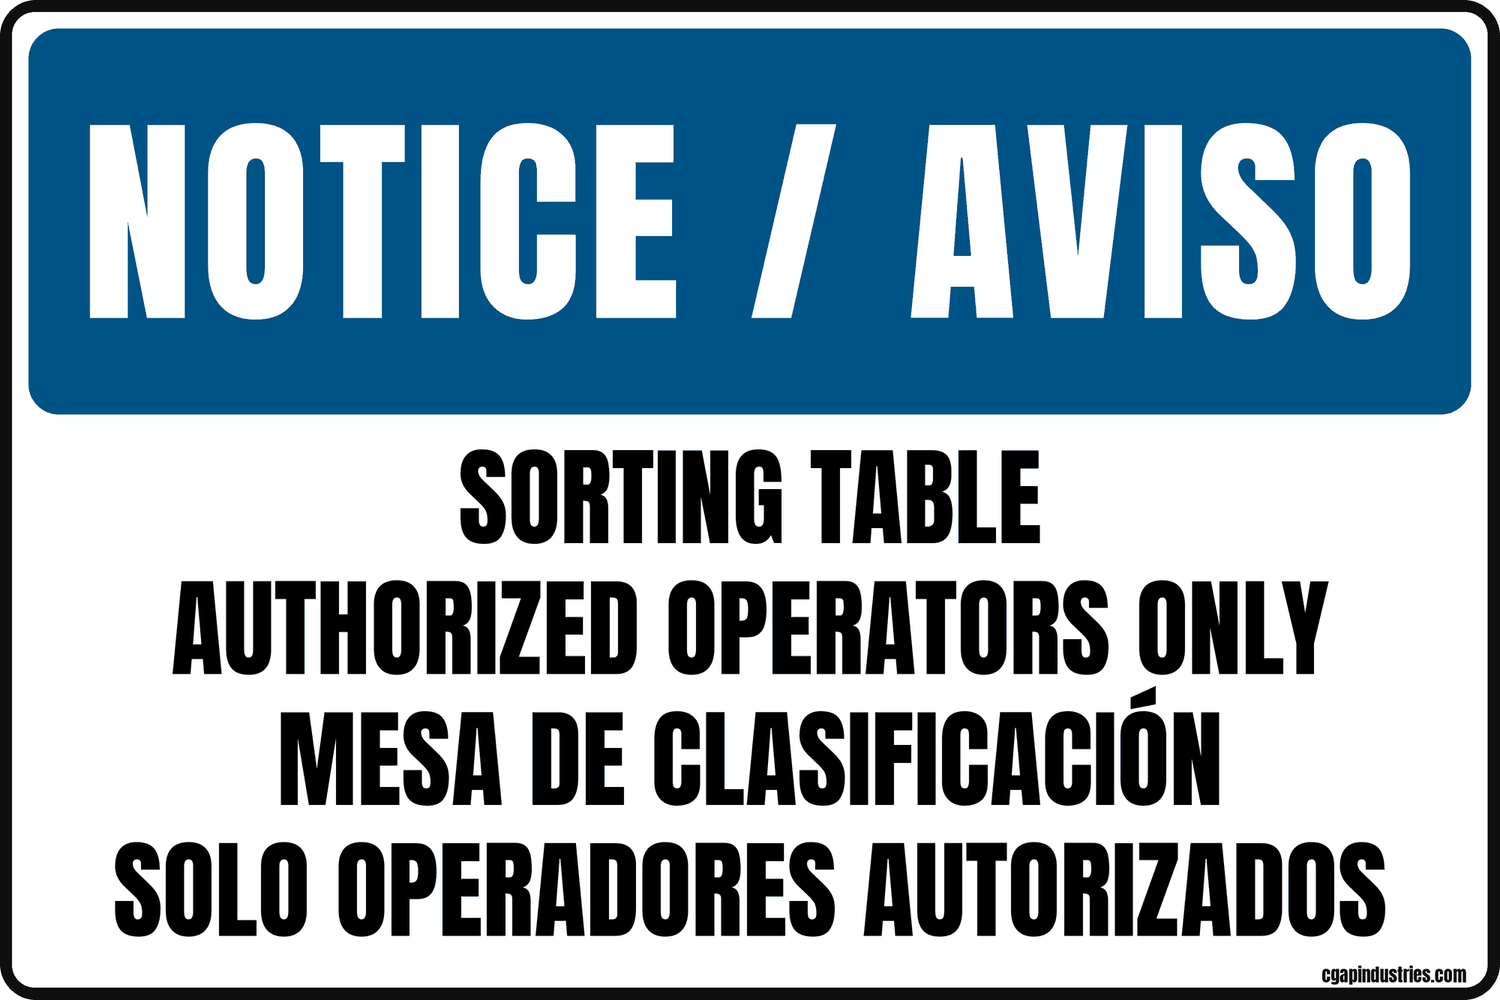 NOTICE / AVISO
SORTING TABLE
AUTHORIZED OPERATORS ONLY
MESA DE CLASIFICACIÓN
SOLO OPERADORES AUTORIZADOS
cgapindustries.com